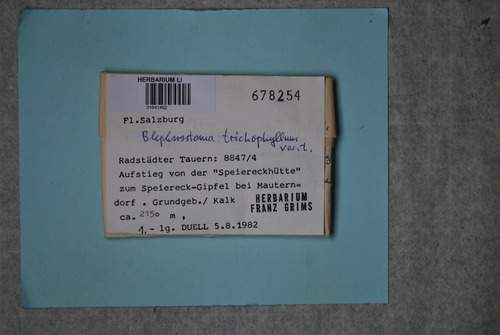 HERBARIUM LI
01641482
678254
Fl.Salzburg
Blepharostoma trichophyllum
var.t.
Radstädter Tauern: 8847/4
Aufstieg von der "Speiereckhütte"
zum Speiereck-Gipfel bei Mautern=
dorf . Grundgeb./ Kalk
ca. 2150 m ,
HERBARIUM
FRANZ GRIMS
1,- lg. DUELL 5.8.1982